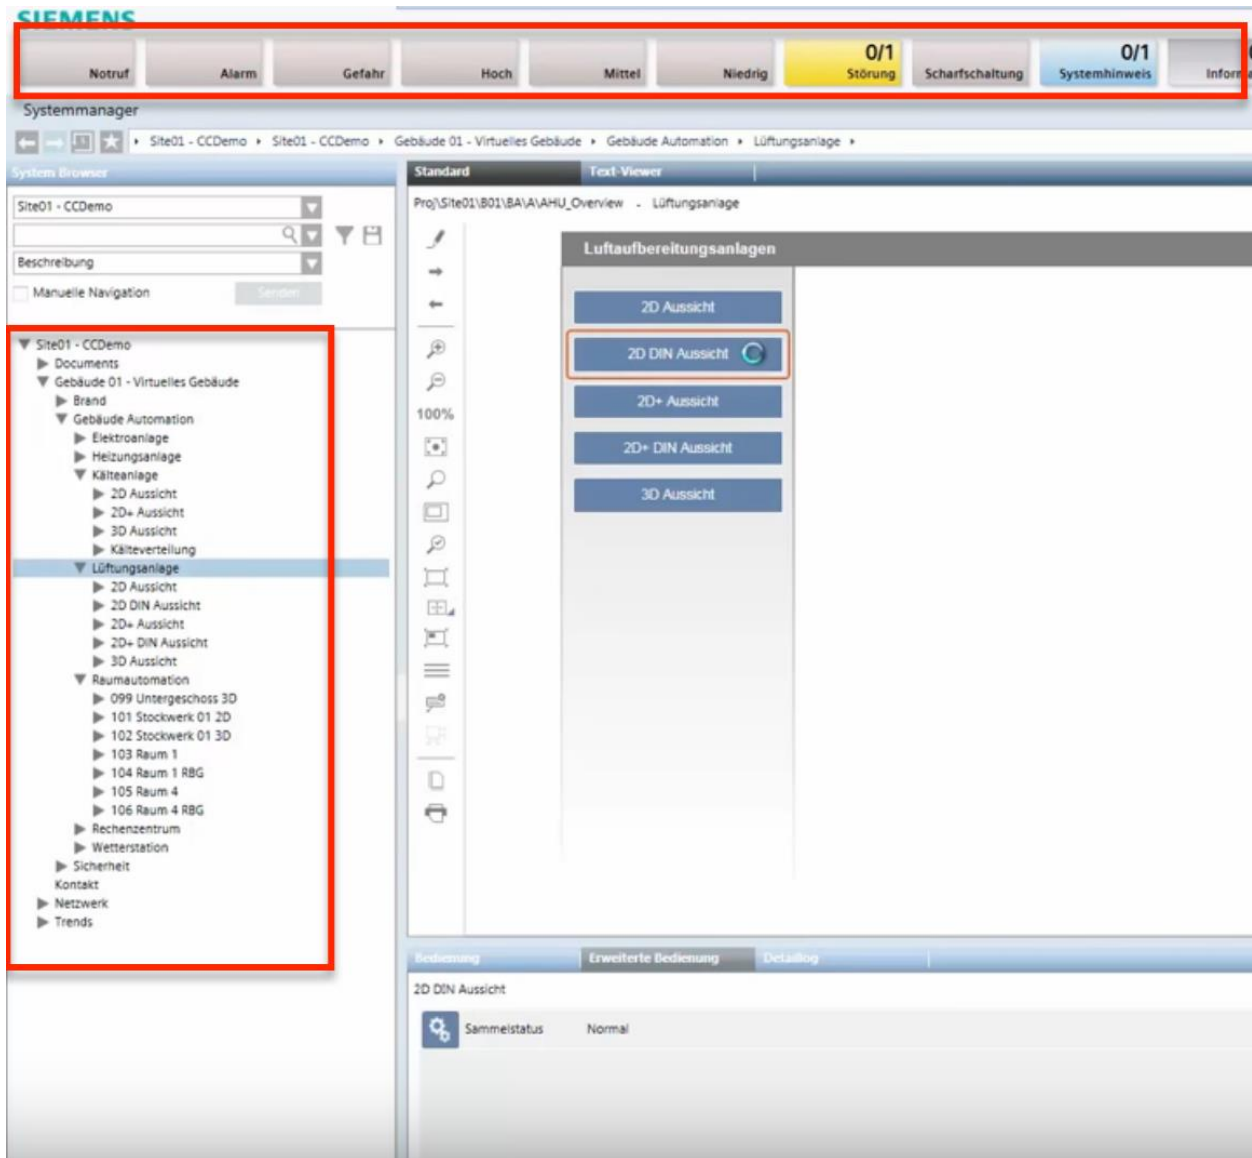 SIEMENS
0/1 0/1
Notruf Alarm Gefahr Hoch Mittel Niedrig Störung Scharfschaltung Systemhinweis
Systemmanager
Site01 - CCDemo Site01 - CCDemo Gebäude 01 - Virtuelles Gebäude Gebäude Automation Lüftungsanlage
System Browser
Site01 - CCDemo
Beschreibung
Manuelle Navigation Senden
Site01 - CCDemo
Documents
Gebäude 01 - Virtuelles Gebäude
Brand
Gebäude Automation
Elektroanlage
Heizungsanlage
Kälteanlage
2D Aussicht
2D+ Aussicht
3D Aussicht
Kälteverteilung
Lüftungsanlage
2D Aussicht
2D DIN Aussicht
2D+ Aussicht
2D+ DIN Aussicht
3D Aussicht
Raumautomation
099 Untergeschoss 3D
101 Stockwerk 01 2D
102 Stockwerk 01 3D
103 Raum 1
104 Raum 1 RBG
105 Raum 4
106 Raum 4 RBG
Rechenzentrum
Wetterstation
Sicherheit
Kontakt
Netzwerk
Trends
Standard Text-Viewer
Proj\Site01\B01\BA\A\AHU_Overview - Lüftungsanlage
100%
Luftaufbereitungsanlagen
2D Aussicht
2D DIN Aussicht
2D+ Aussicht
2D+ DIN Aussicht
3D Aussicht
Bedienung Erweiterte Bedienung Detaillog
2D DIN Aussicht
Sammelstatus Normal